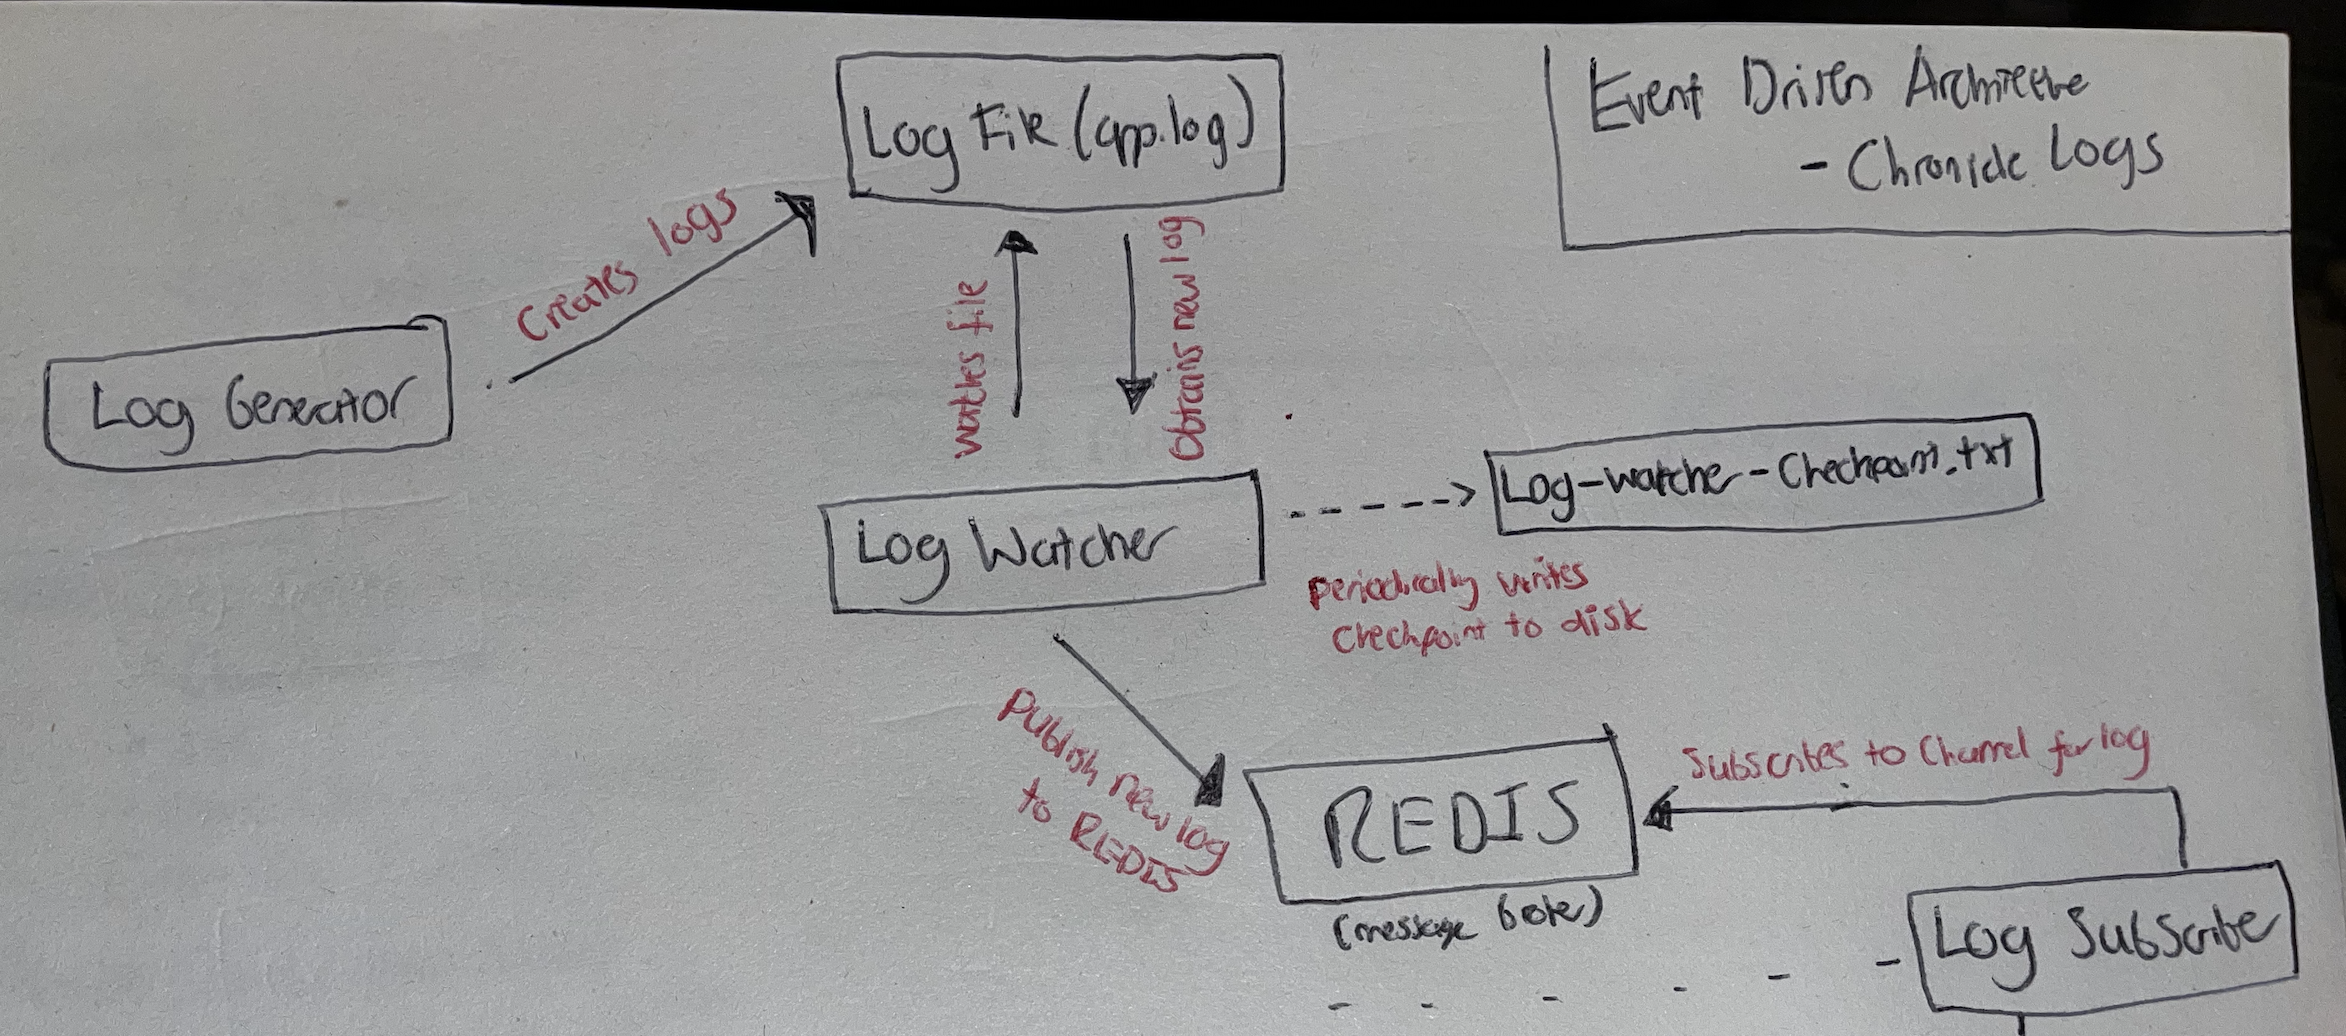 Log File (app.log)
Event Driven Architecture
- Chronicle Logs
Creates logs
watches file
Obtains new log
Log Generator
Log-watcher-Checkpoint.txt
Log Watcher
Periodically writes
Checkpoint to disk
Publish new log
to REDIS
Subscribes to Channel for log
REDIS
(message broker)
Log Subscriber